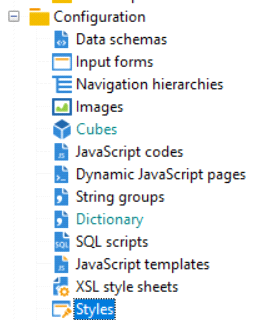 Configuration
Data schemas
Input forms
Navigation hierarchies
Images
Cubes
JavaScript codes
Dynamic JavaScript pages
String groups
Dictionary
SQL scripts
JavaScript templates
XSL style sheets
Styles